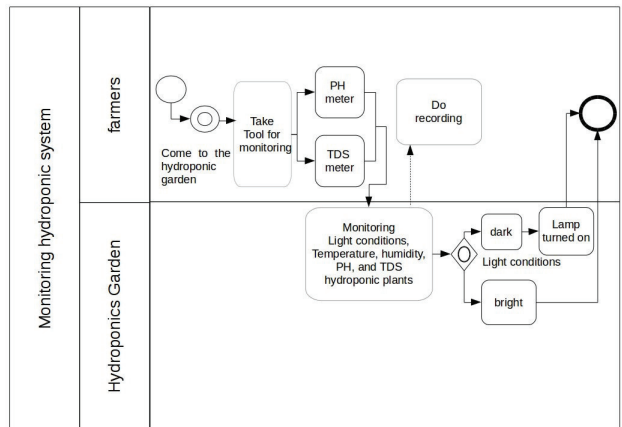 Monitoring hydroponic system
farmers
Come to the
hydroponic
garden
Take
Tool for
monitoring
PH
meter
TDS
meter
Do
recording
Hydroponics Garden
Monitoring
Light conditions,
Temperature, humidity,
PH, and TDS
hydroponic plants
Light conditions
dark
Lamp
turned on
bright